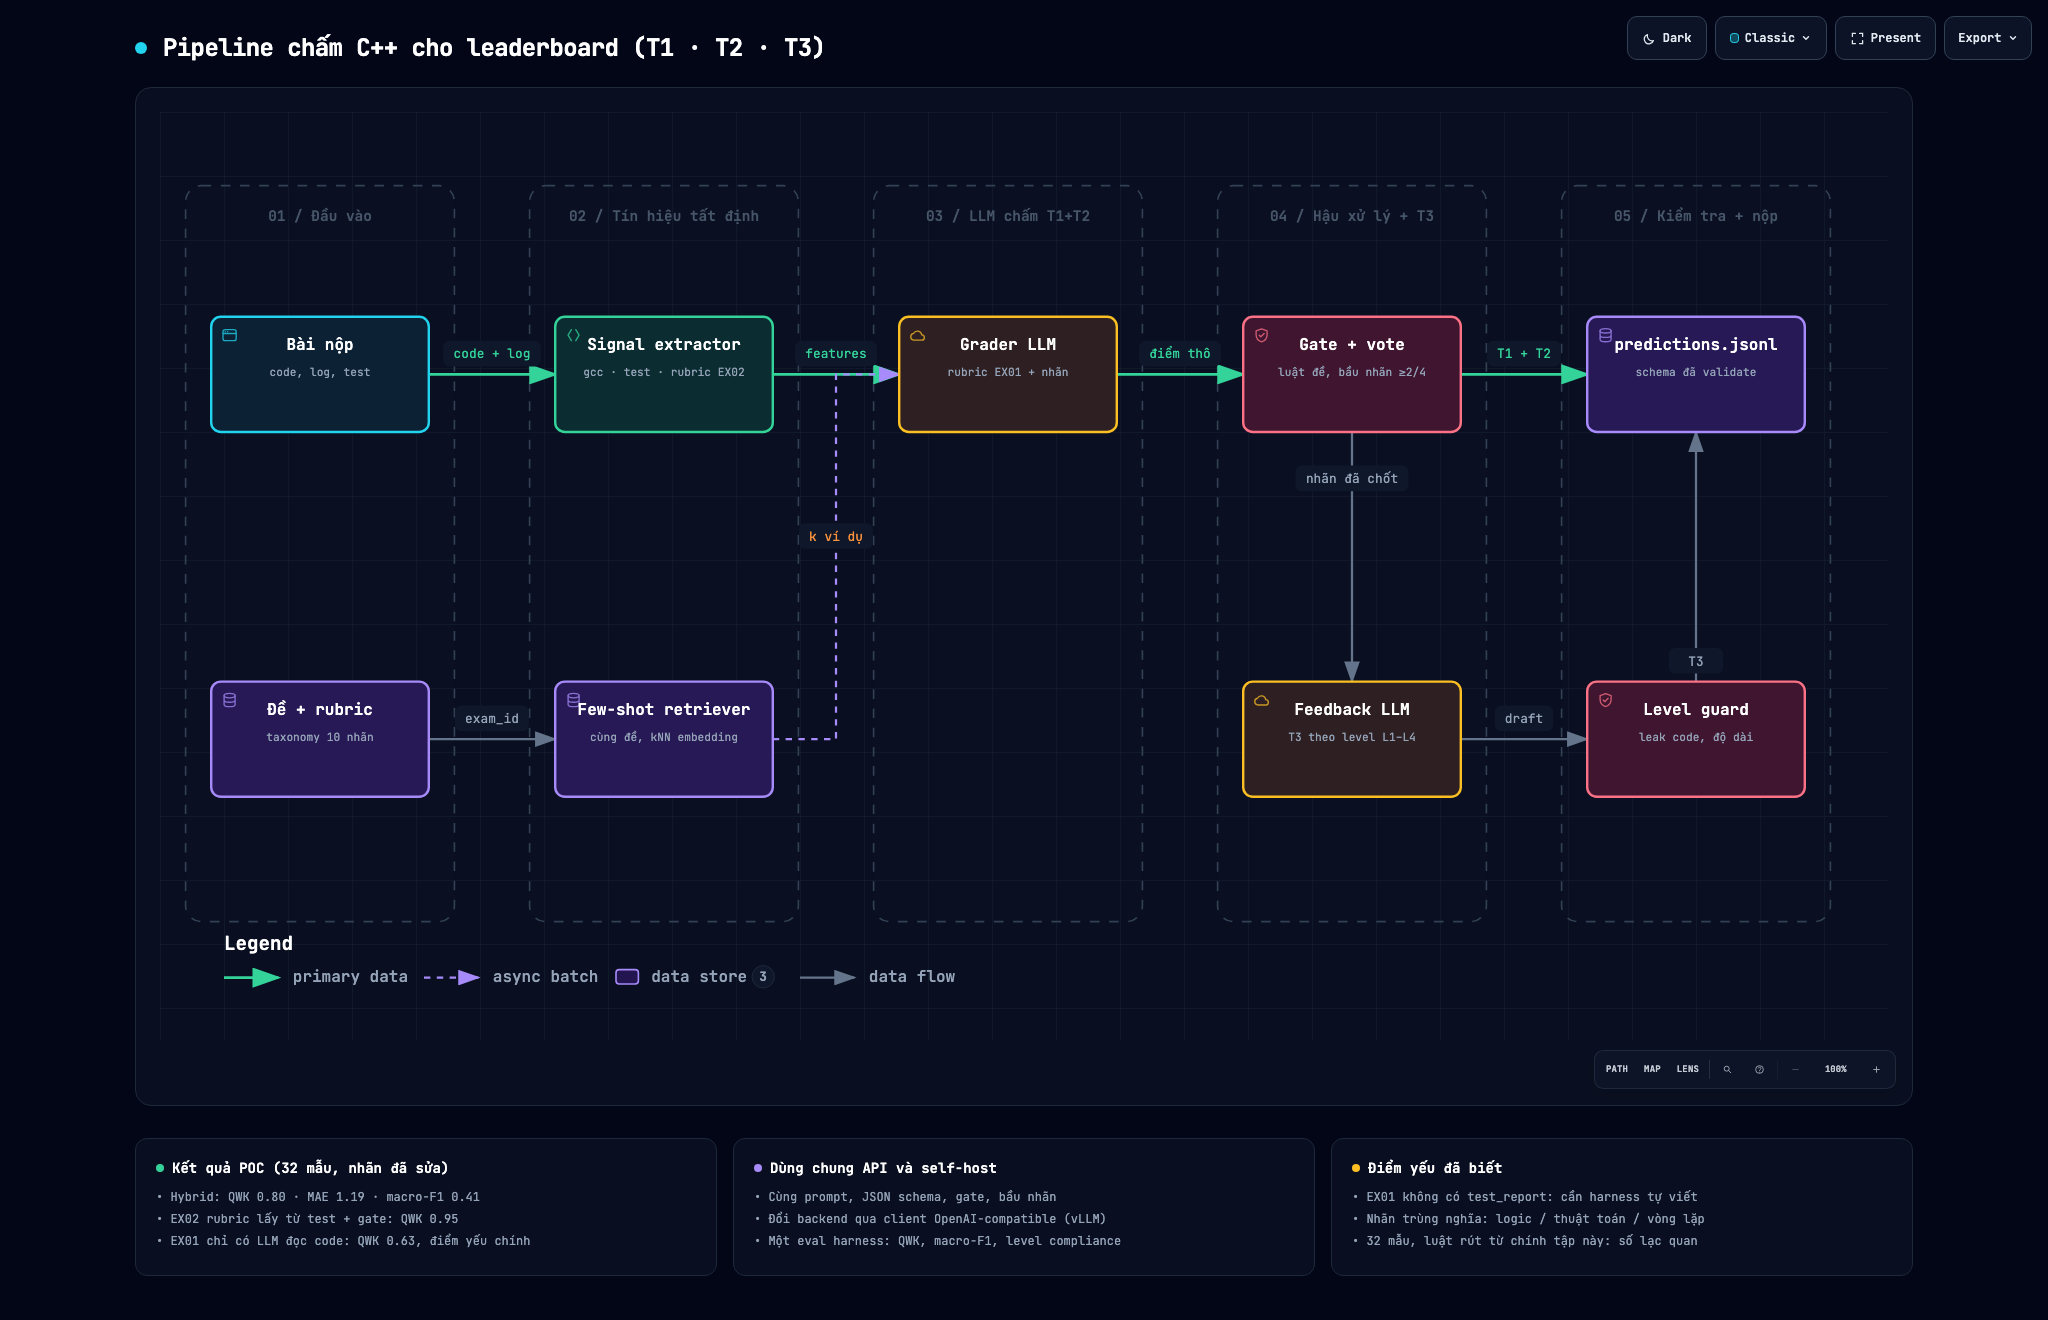 Pipeline chấm C++ cho leaderboard (T1 · T2 · T3)
Dark
Classic
Present
Export
01 / Đầu vào
02 / Tín hiệu tất định
03 / LLM chấm T1+T2
04 / Hậu xử lý + T3
05 / Kiểm tra + nộp
Bài nộp
code, log, test
code + log
Signal extractor
gcc · test · rubric EX02
features
Grader LLM
rubric EX01 + nhãn
điểm thô
Gate + vote
luật đề, bầu nhãn ≥2/4
T1 + T2
predictions.jsonl
schema đã validate
nhãn đã chốt
k ví dụ
T3
Đề + rubric
taxonomy 10 nhãn
exam_id
Few-shot retriever
cùng đề, kNN embedding
Feedback LLM
T3 theo level L1–L4
draft
Level guard
leak code, độ dài
Legend
primary data
async batch
data store 3
data flow
PATH MAP LENS − 100% +
Kết quả POC (32 mẫu, nhãn đã sửa)
• Hybrid: QWK 0.80 · MAE 1.19 · macro-F1 0.41
• EX02 rubric lấy từ test + gate: QWK 0.95
• EX01 chỉ có LLM đọc code: QWK 0.63, điểm yếu chính
Dùng chung API và self-host
• Cùng prompt, JSON schema, gate, bầu nhãn
• Đổi backend qua client OpenAI-compatible (vLLM)
• Một eval harness: QWK, macro-F1, level compliance
Điểm yếu đã biết
• EX01 không có test_report: cần harness tự viết
• Nhãn trùng nghĩa: logic / thuật toán / vòng lặp
• 32 mẫu, luật rút từ chính tập này: số lạc quan